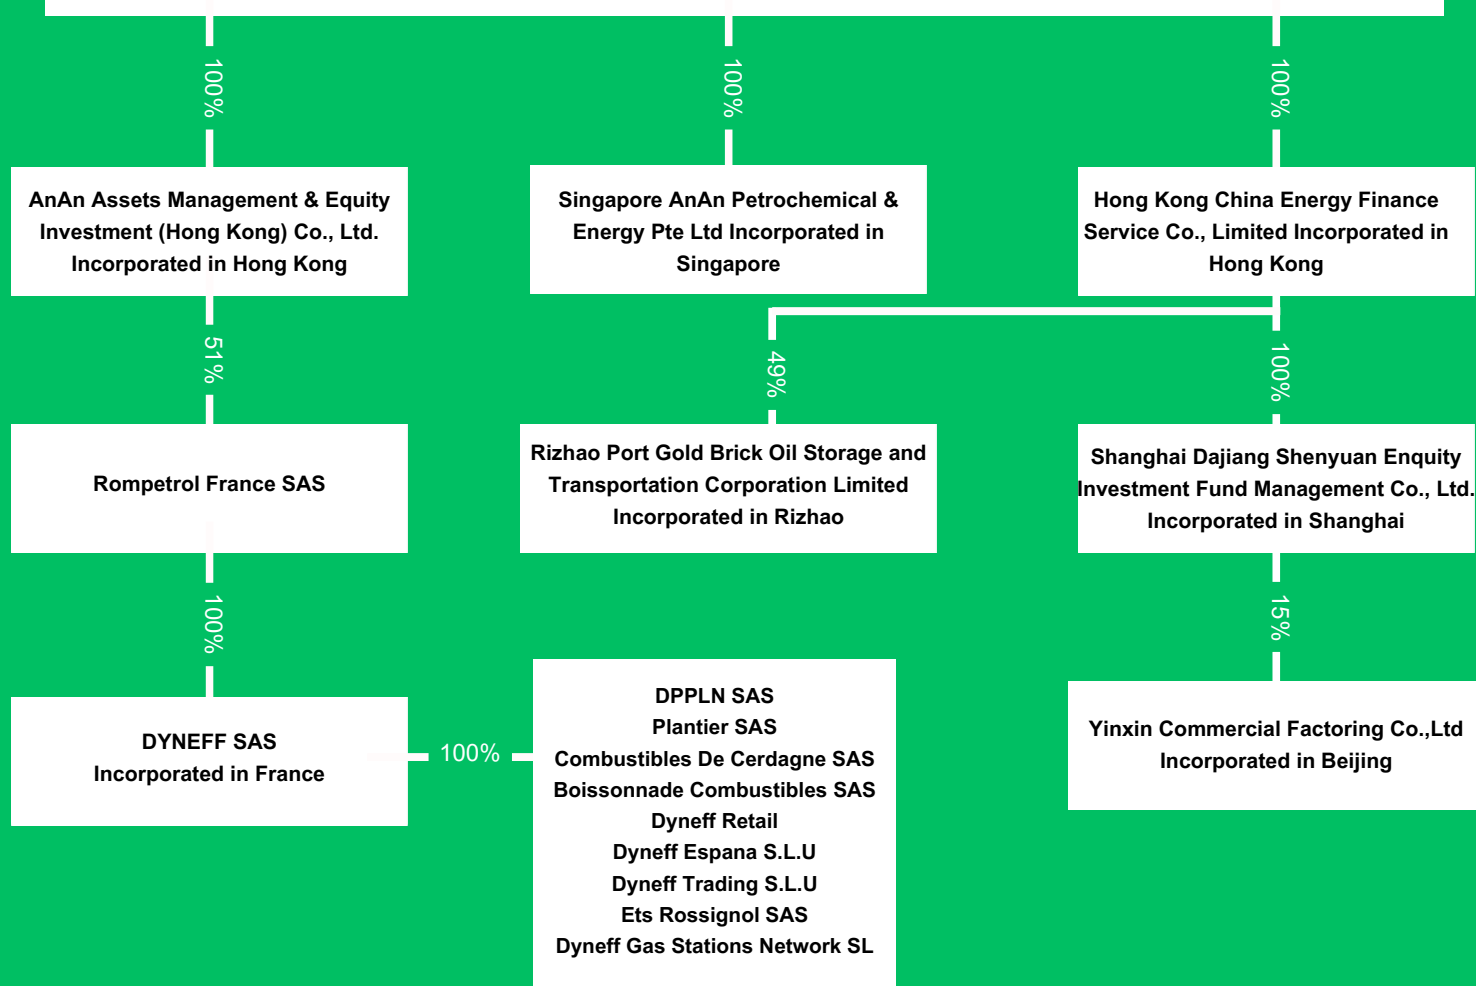 100%
100%
100%
AnAn Assets Management & Equity
Investment (Hong Kong) Co., Ltd.
Incorporated in Hong Kong
Singapore AnAn Petrochemical &
Energy Pte Ltd Incorporated in
Singapore
Hong Kong China Energy Finance
Service Co., Limited Incorporated in
Hong Kong
51%
49%
100%
Rompetrol France SAS
Rizhao Port Gold Brick Oil Storage and
Transportation Corporation Limited
Incorporated in Rizhao
Shanghai Dajiang Shenyuan Enquity
Investment Fund Management Co., Ltd.
Incorporated in Shanghai
100%
15%
DYNEFF SAS
Incorporated in France
100%
DPPLN SAS
Plantier SAS
Combustibles De Cerdagne SAS
Boissonnade Combustibles SAS
Dyneff Retail
Dyneff Espana S.L.U
Dyneff Trading S.L.U
Ets Rossignol SAS
Dyneff Gas Stations Network SL
Yinxin Commercial Factoring Co.,Ltd
Incorporated in Beijing